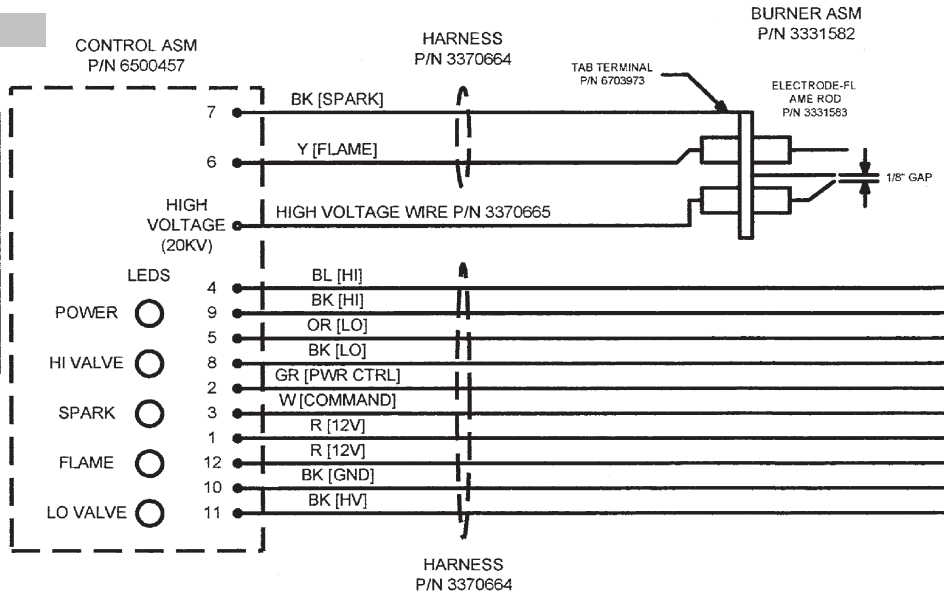 BURNER ASM
P/N 3331582
CONTROL ASM
P/N 6500457
HARNESS
P/N 3370664
TAB TERMINAL
P/N 6703973
ELECTRODE-FL
AME ROD
P/N 3331583
7
BK [SPARK]
6
Y [FLAME]
1/8" GAP
HIGH
VOLTAGE
(20KV)
HIGH VOLTAGE WIRE P/N 3370665
LEDS
4
BL [HI]
POWER
9
BK [HI]
5
OR [LO]
HI VALVE
8
BK [LO]
2
GR [PWR CTRL]
SPARK
3
W [COMMAND]
1
R [12V]
FLAME
12
R [12V]
10
BK [GND]
LO VALVE
11
BK [HV]
HARNESS
P/N 3370664